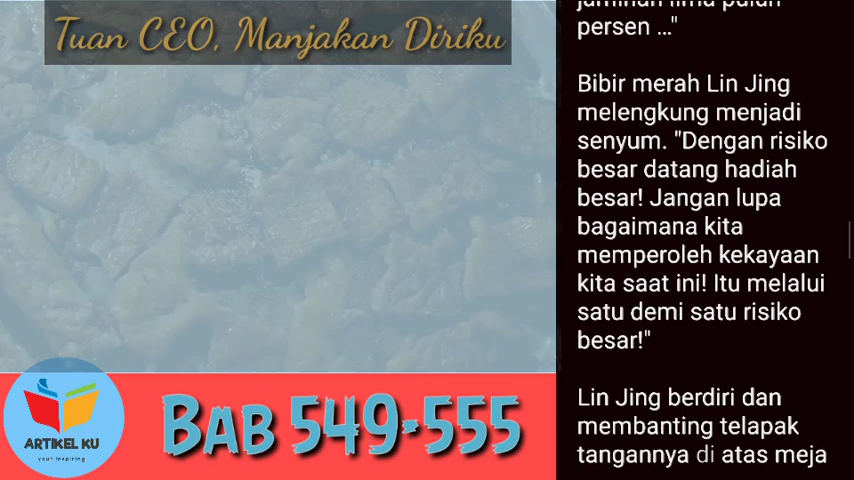 Tuan CEO, Manjakan Diriku
persen ..."
Bibir merah Lin Jing
melengkung menjadi
senyum. "Dengan risiko
besar datang hadiah
besar! Jangan lupa
bagaimana kita
memperoleh kekayaan
kita saat ini! Itu melalui
satu demi satu risiko
besar!"
Lin Jing berdiri dan
membanting telapak
tangannya di atas meja
ARTIKEL KU
your inspiring
BAB 549-555